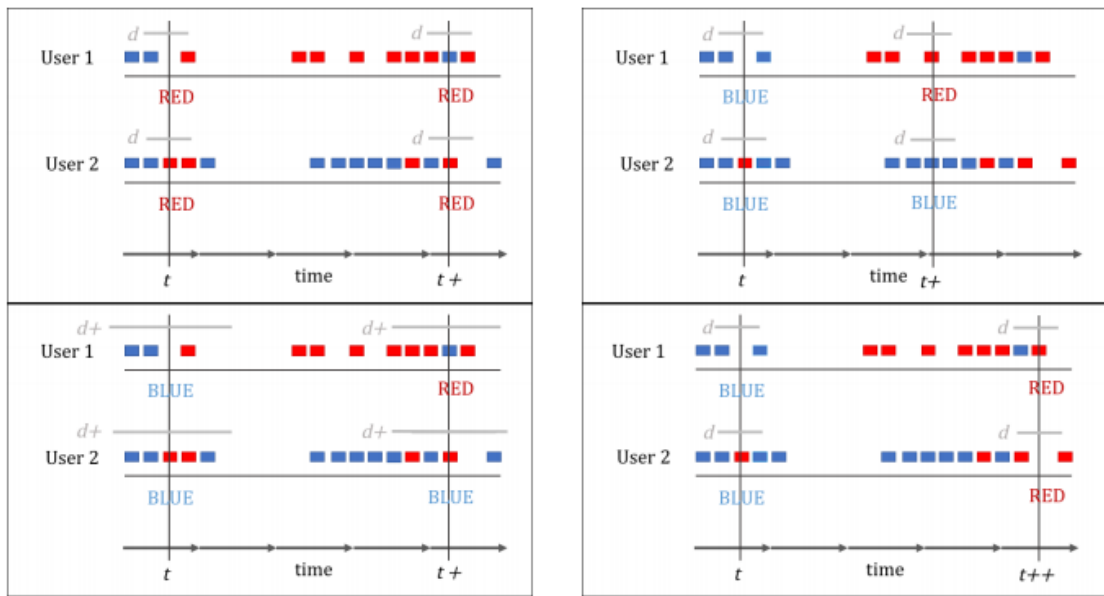 d d
User 1
RED RED
d d
User 2
RED RED
time
t t+
d d
User 1
BLUE RED
d d
User 2
BLUE BLUE
time
t t+
d+ d+
User 1
BLUE RED
d+ d+
User 2
BLUE BLUE
time
t t+
d d
User 1
BLUE RED
d d
User 2
BLUE RED
time
t t++